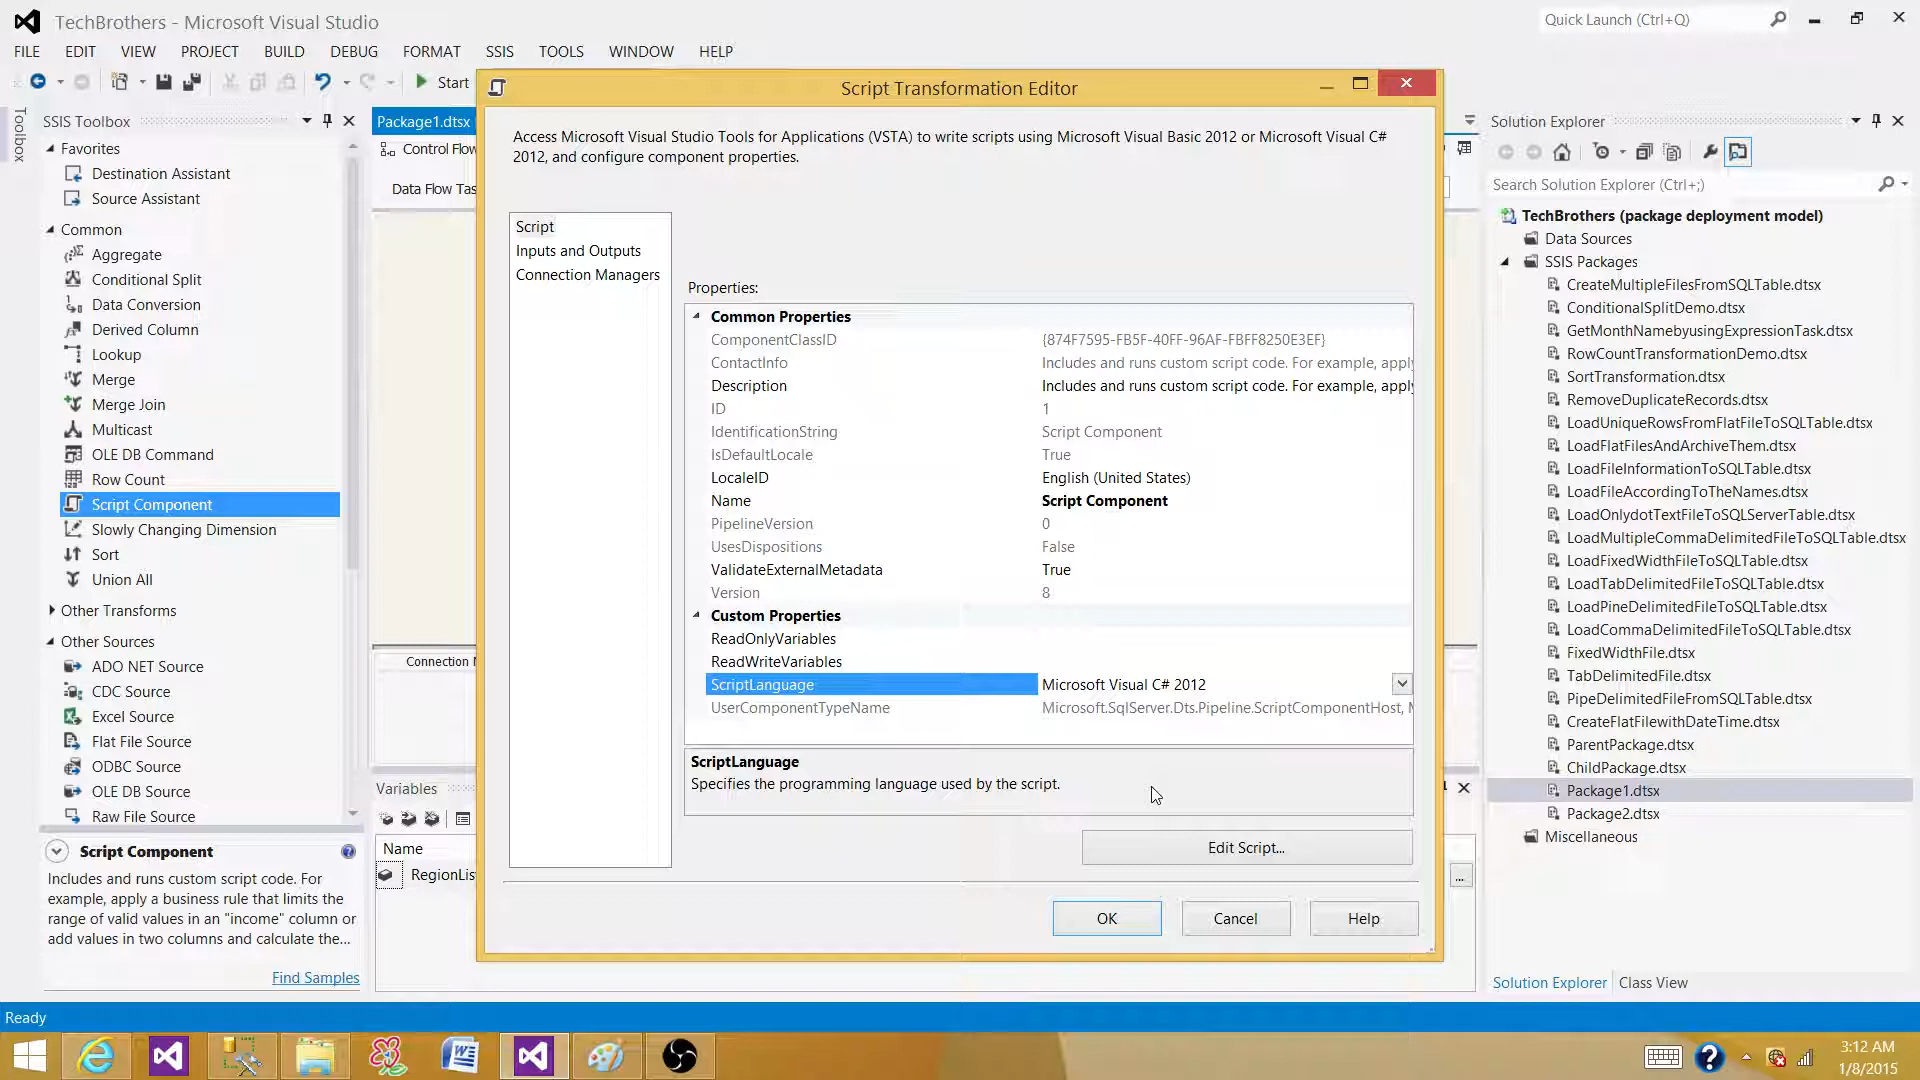 TechBrothers - Microsoft Visual Studio
Quick Launch (Ctrl+Q)
FILE EDIT VIEW PROJECT BUILD DEBUG FORMAT SSIS TOOLS WINDOW HELP
Start
Toolbox
SSIS Toolbox
Favorites
Destination Assistant
Source Assistant
Common
Aggregate
Conditional Split
Data Conversion
Derived Column
Lookup
Merge
Merge Join
Multicast
OLE DB Command
Row Count
Script Component
Slowly Changing Dimension
Sort
Union All
Other Transforms
Other Sources
ADO NET Source
CDC Source
Excel Source
Flat File Source
ODBC Source
OLE DB Source
Raw File Source
Script Component
Includes and runs custom script code. For
example, apply a business rule that limits the
range of valid values in an "income" column or
add values in two columns and calculate the...
Find Samples
Package1.dtsx
Control Flow
Data Flow Tas
Connection
Variables
Name
RegionLis
...
Script Transformation Editor
Access Microsoft Visual Studio Tools for Applications (VSTA) to write scripts using Microsoft Visual Basic 2012 or Microsoft Visual C#
2012, and configure component properties.
Script
Inputs and Outputs
Connection Managers
Properties:
Common Properties
ComponentClassID {874F7595-FB5F-40FF-96AF-FBFF8250E3EF}
ContactInfo Includes and runs custom script code. For example, apply
Description Includes and runs custom script code. For example, apply
ID 1
IdentificationString Script Component
IsDefaultLocale True
LocaleID English (United States)
Name Script Component
PipelineVersion 0
UsesDispositions False
ValidateExternalMetadata True
Version 8
Custom Properties
ReadOnlyVariables
ReadWriteVariables
ScriptLanguage Microsoft Visual C# 2012
UserComponentTypeName Microsoft.SqlServer.Dts.Pipeline.ScriptComponentHost,
ScriptLanguage
Specifies the programming language used by the script.
Edit Script...
OK Cancel Help
Solution Explorer
Search Solution Explorer (Ctrl+;)
TechBrothers (package deployment model)
Data Sources
SSIS Packages
CreateMultipleFilesFromSQLTable.dtsx
ConditionalSplitDemo.dtsx
GetMonthNamebyusingExpressionTask.dtsx
RowCountTransformationDemo.dtsx
SortTransformation.dtsx
RemoveDuplicateRecords.dtsx
LoadUniqueRowsFromFlatFileToSQLTable.dtsx
LoadFlatFilesAndArchiveThem.dtsx
LoadFileInformationToSQLTable.dtsx
LoadFileAccordingToTheNames.dtsx
LoadOnlydotTextFileToSQLServerTable.dtsx
LoadMultipleCommaDelimitedFileToSQLTable.dtsx
LoadFixedWidthFileToSQLTable.dtsx
LoadTabDelimitedFileToSQLTable.dtsx
LoadPineDelimitedFileToSQLTable.dtsx
LoadCommaDelimitedFileToSQLTable.dtsx
FixedWidthFile.dtsx
TabDelimitedFile.dtsx
PipeDelimitedFileFromSQLTable.dtsx
CreateFlatFilewithDateTime.dtsx
ParentPackage.dtsx
ChildPackage.dtsx
Package1.dtsx
Package2.dtsx
Miscellaneous
Solution Explorer Class View
Ready
3:12 AM
1/8/2015